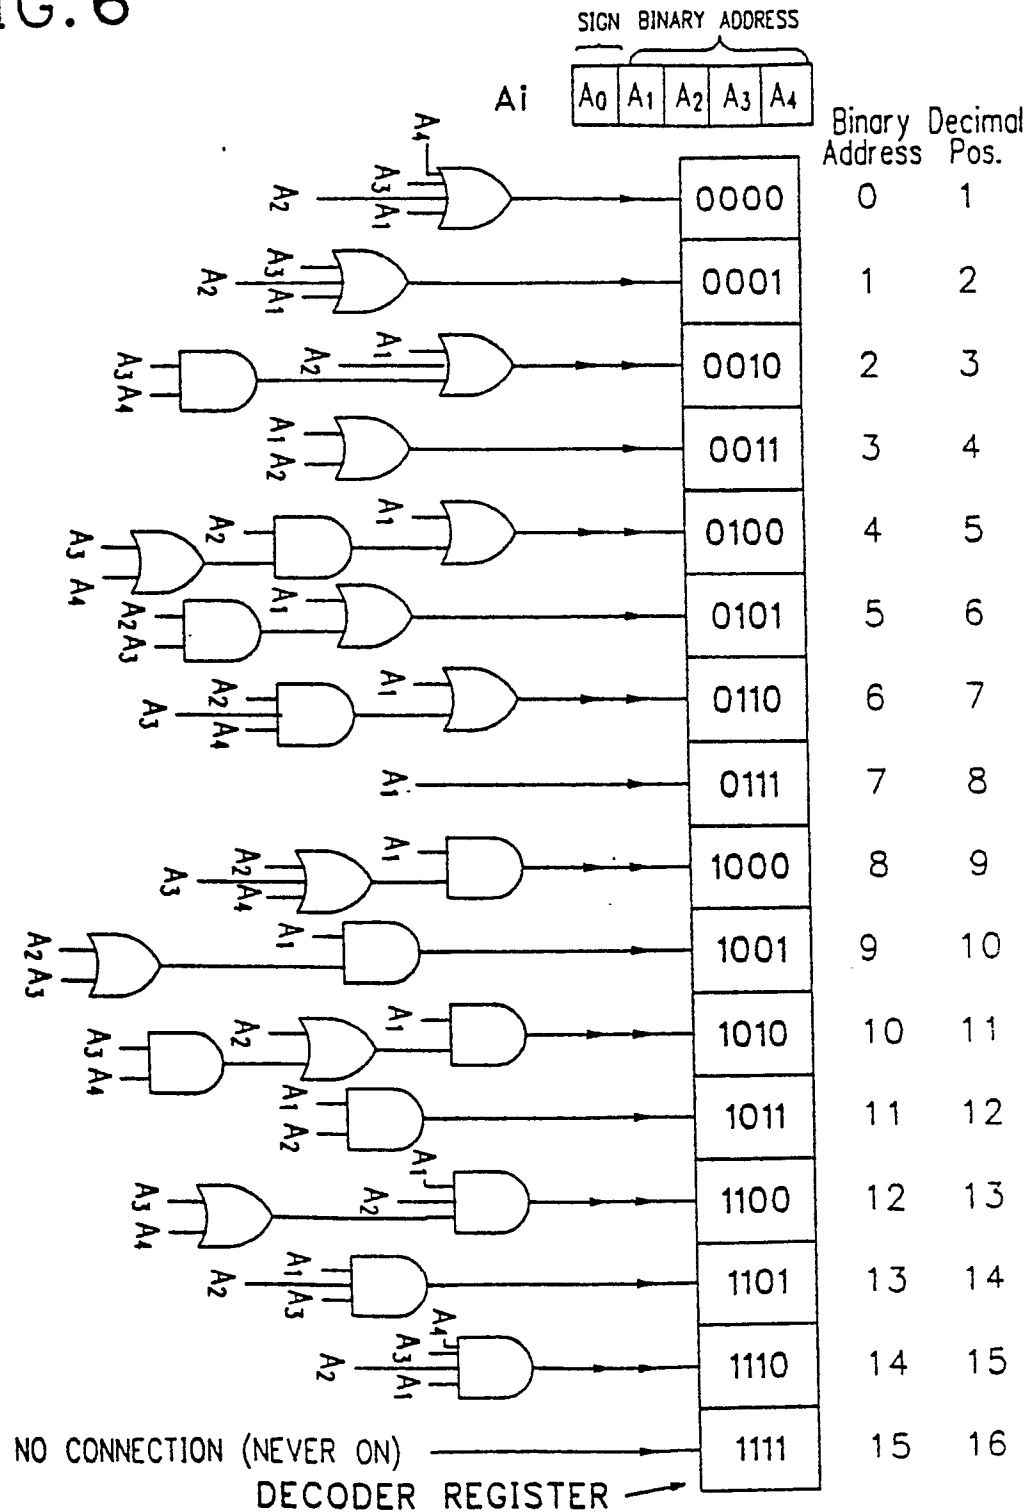 IG. 6
SIGN BINARY ADDRESS
Ai A0 A1 A2 A3 A4
Binary Address Decimal Pos.
A4 A3 A2 A1 0000 0 1
A3 A2 A1 0001 1 2
A3 A4 A2 A1 0010 2 3
A1 A2 0011 3 4
A3 A4 A2 A1 0100 4 5
A2 A3 A1 0101 5 6
A3 A2 A4 A1 0110 6 7
A1 0111 7 8
A3 A2 A4 A1 1000 8 9
A2 A3 A1 1001 9 10
A3 A4 A2 A1 1010 10 11
A1 A2 1011 11 12
A3 A4 A2 A1 1100 12 13
A2 A1 A3 1101 13 14
A2 A4 A3 A1 1110 14 15
NO CONNECTION (NEVER ON) 1111 15 16
DECODER REGISTER